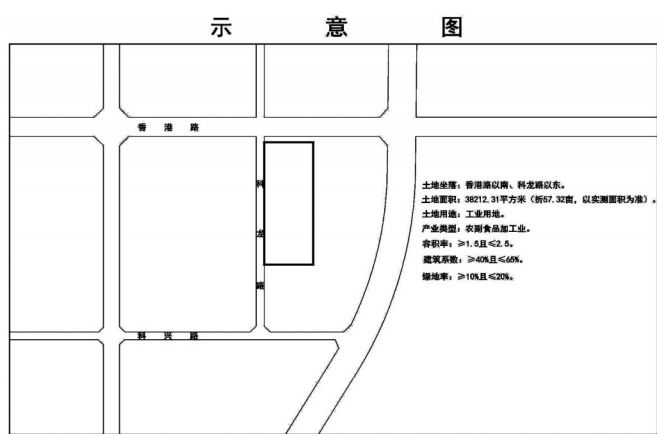 示意图
香港路
土地坐落：香港路以南、科龙路以东。
土地面积：38212.31平方米（折57.32亩，以实测面积为准）。
土地用途：工业用地。
产业类型：农副食品加工业。
容积率：≥1.5且≤2.5。
建筑系数：≥40%且≤65%。
绿地率：≥10%且≤20%。
科龙路
科兴路